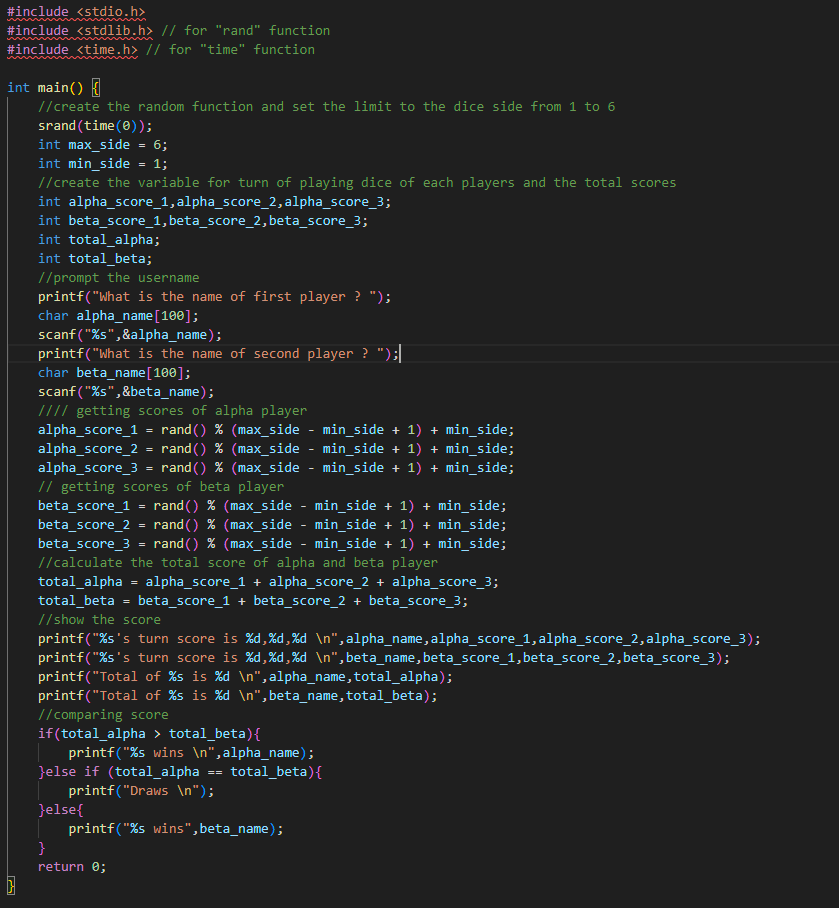 #include <stdio.h>
#include <stdlib.h> // for "rand" function
#include <time.h> // for "time" function

int main() {
    //create the random function and set the limit to the dice side from 1 to 6
    srand(time(0));
    int max_side = 6;
    int min_side = 1;
    //create the variable for turn of playing dice of each players and the total scores
    int alpha_score_1,alpha_score_2,alpha_score_3;
    int beta_score_1,beta_score_2,beta_score_3;
    int total_alpha;
    int total_beta;
    //prompt the username
    printf("What is the name of first player ? ");
    char alpha_name[100];
    scanf("%s",&alpha_name);
    printf("What is the name of second player ? ");
    char beta_name[100];
    scanf("%s",&beta_name);
    //// getting scores of alpha player
    alpha_score_1 = rand() % (max_side - min_side + 1) + min_side;
    alpha_score_2 = rand() % (max_side - min_side + 1) + min_side;
    alpha_score_3 = rand() % (max_side - min_side + 1) + min_side;
    // getting scores of beta player
    beta_score_1 = rand() % (max_side - min_side + 1) + min_side;
    beta_score_2 = rand() % (max_side - min_side + 1) + min_side;
    beta_score_3 = rand() % (max_side - min_side + 1) + min_side;
    //calculate the total score of alpha and beta player
    total_alpha = alpha_score_1 + alpha_score_2 + alpha_score_3;
    total_beta = beta_score_1 + beta_score_2 + beta_score_3;
    //show the score
    printf("%s's turn score is %d,%d,%d \n",alpha_name,alpha_score_1,alpha_score_2,alpha_score_3);
    printf("%s's turn score is %d,%d,%d \n",beta_name,beta_score_1,beta_score_2,beta_score_3);
    printf("Total of %s is %d \n",alpha_name,total_alpha);
    printf("Total of %s is %d \n",beta_name,total_beta);
    //comparing score
    if(total_alpha > total_beta){
        printf("%s wins \n",alpha_name);
    }else if (total_alpha == total_beta){
        printf("Draws \n");
    }else{
        printf("%s wins",beta_name);
    }
    return 0;
}